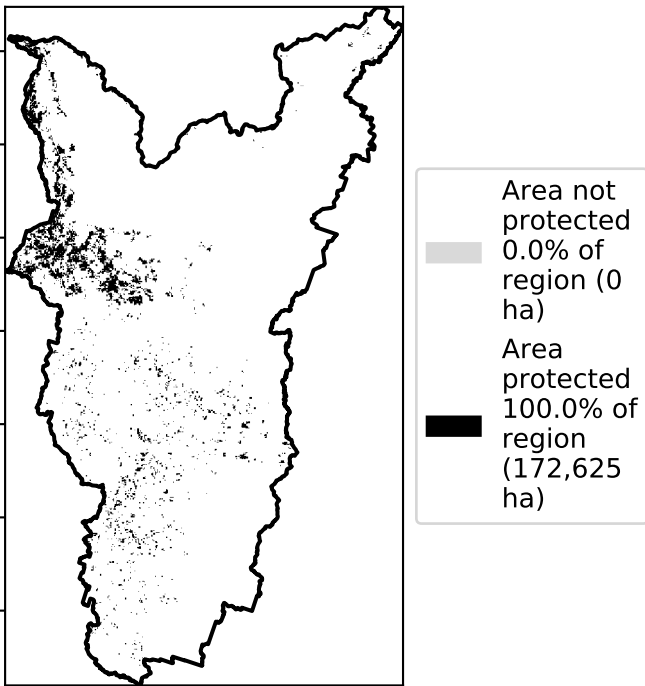 Area not
protected
0.0% of
region (0
ha)
Area
protected
100.0% of
region
(172,625
ha)